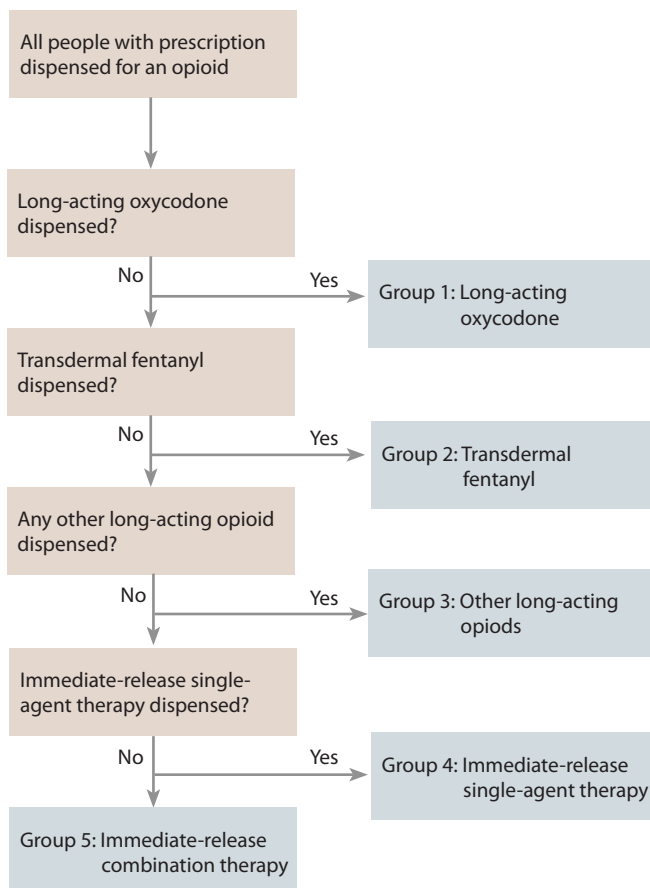 All people with prescription
dispensed for an opioid
Long-acting oxycodone
dispensed?
No
Yes
Group 1: Long-acting
oxycodone
Transdermal fentanyl
dispensed?
No
Yes
Group 2: Transdermal
fentanyl
Any other long-acting opioid
dispensed?
No
Yes
Group 3: Other long-acting
opiods
Immediate-release single-
agent therapy dispensed?
No
Yes
Group 4: Immediate-release
single-agent therapy
Group 5: Immediate-release
combination therapy